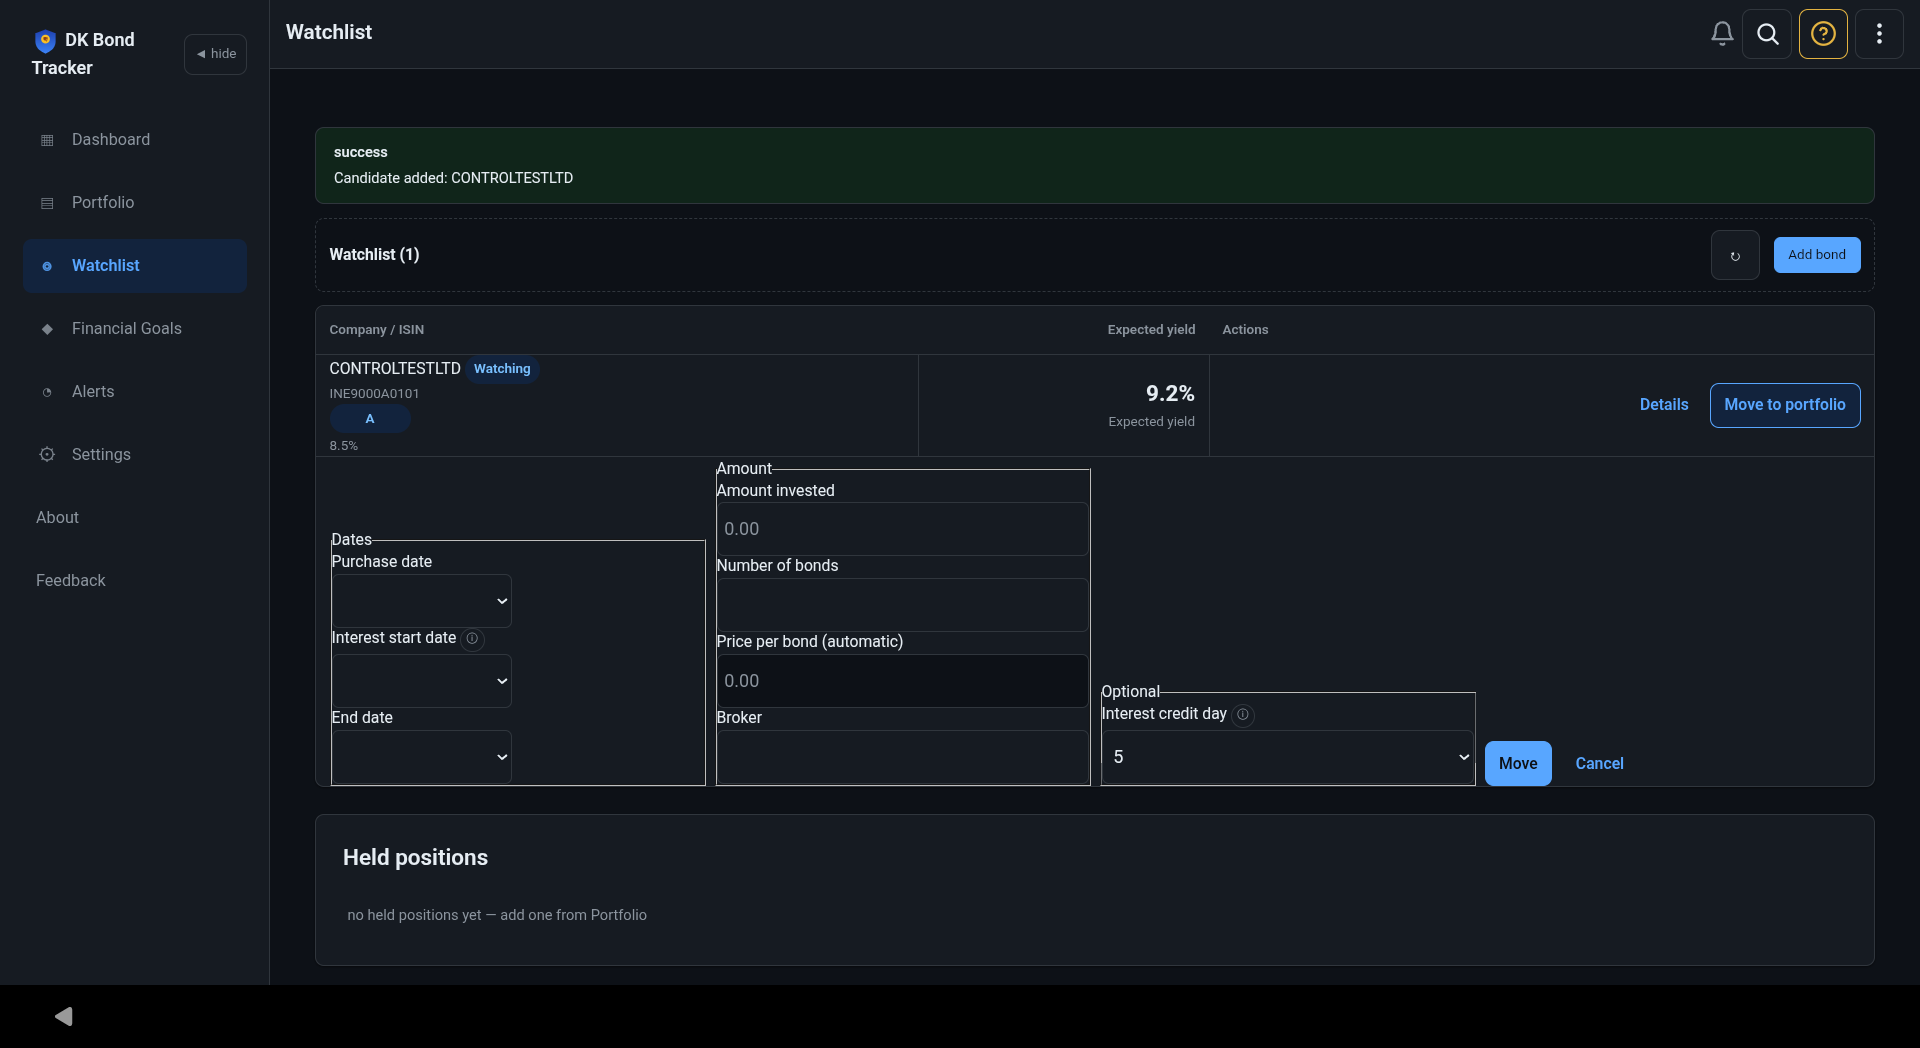 DK Bond
Tracker
◄ hide
Dashboard
Portfolio
Watchlist
Financial Goals
Alerts
Settings
About
Feedback
Watchlist
success
Candidate added: CONTROLTESTLTD
Watchlist (1)
Add bond
Company / ISIN
Expected yield
Actions
CONTROLTESTLTD Watching
INE9000A0101
A
8.5%
9.2%
Expected yield
Details
Move to portfolio
Dates
Purchase date
Interest start date ⓘ
End date
Amount
Amount invested
0.00
Number of bonds
Price per bond (automatic)
0.00
Broker
Optional
Interest credit day ⓘ
5
Move
Cancel
Held positions
no held positions yet — add one from Portfolio